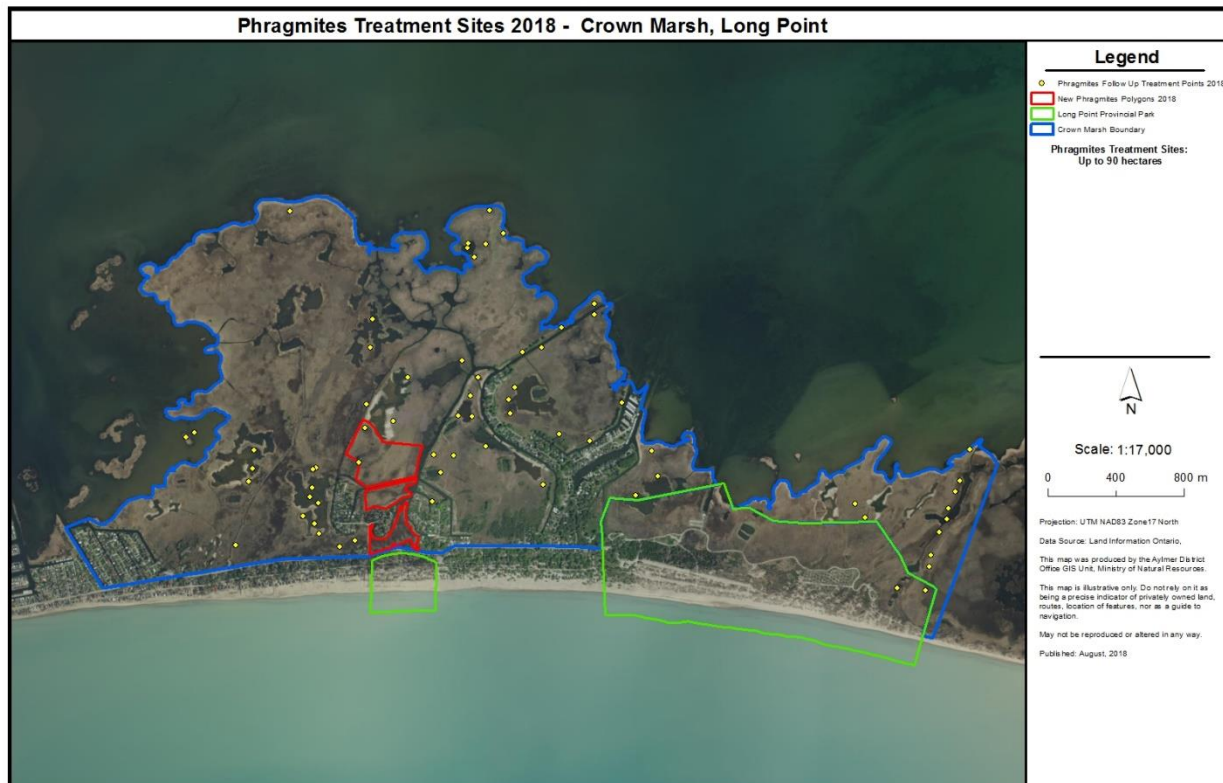 Phragmites Treatment Sites 2018 - Crown Marsh, Long Point
Legend
Phragmites Follow Up Treatment Points 2018
New Phragmites Polygons 2018
Long Point Provincial Park
Crown Marsh Boundary
Phragmites Treatment Sites:
Up to 90 hectares
N
Scale: 1:17,000
0 400 800 m
Projection: UTM NAD83 Zone17 North
Data Source: Land Information Ontario,
This map was produced by the Aylmer District
Office GIS Unit, Ministry of Natural Resources.
This map is illustrative only. Do not rely on it as
being a precise indicator of privately owned land,
routes, location of features, nor as a guide to
navigation.
May not be reproduced or altered in any way.
Published: August, 2018